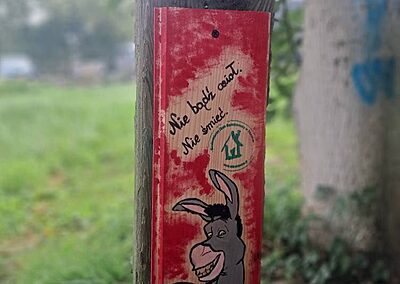 Nie bądź osioł.
Nie śmieć